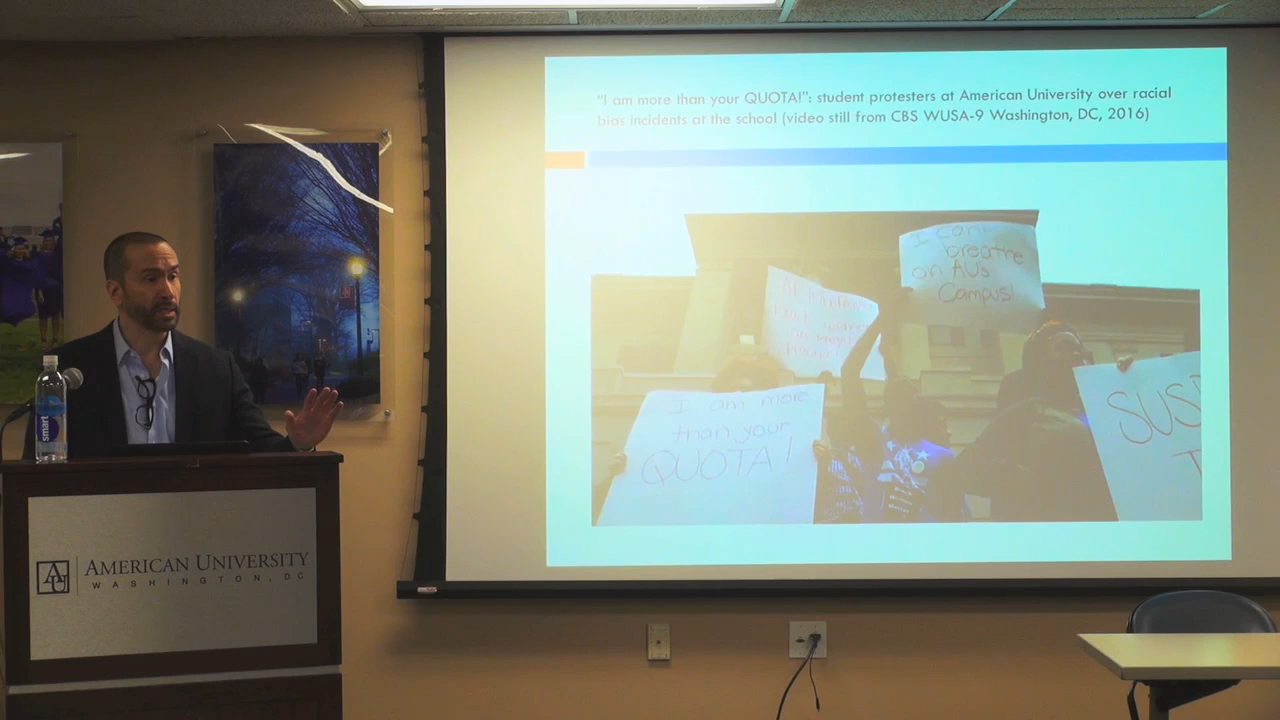 "I am more than your QUOTA!": student protesters at American University over racial
bias incidents at the school (video still from CBS WUSA-9 Washington, DC, 2016)
I can't
breathe
on AU's
Campus!
I am more
than your
QUOTA!
SUSP
T
smart
AU
AMERICAN UNIVERSITY
WASHINGTON, DC